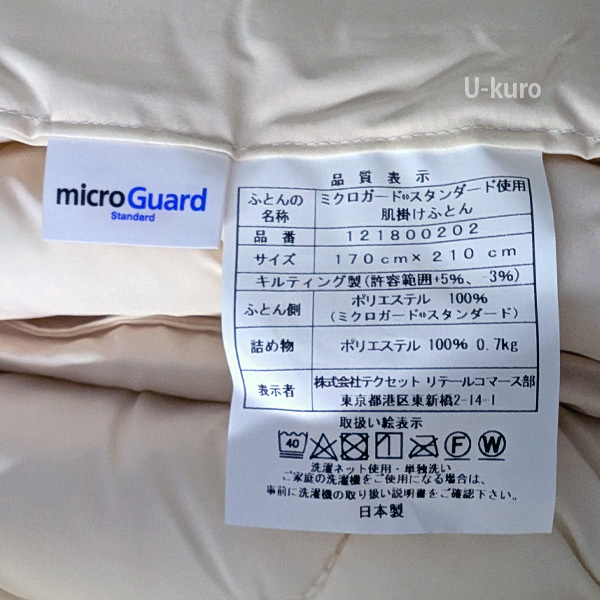 U-kuro
microGuard
Standard
品質表示
ふとんの名称
ミクロガード®スタンダード使用
肌掛けふとん
品番 121800202
サイズ 170cm×210cm
キルティング製(許容範囲+5%、-3%)
ふとん側 ポリエステル 100%
(ミクロガード®スタンダード)
詰め物 ポリエステル 100% 0.7kg
表示者 株式会社テクセット リテールコマース部
東京都港区東新橋2-14-1
取扱い絵表示
40 F W
洗濯ネット使用・単独洗い
ご家庭の洗濯機をご使用になる場合は、
事前に洗濯機の取り扱い説明書をご確認下さい。
日本製